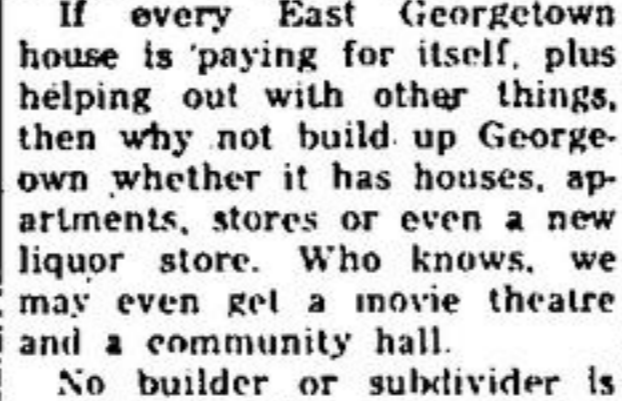 If every East Georgetown
house is paying for itself, plus
helping out with other things,
then why not build up George-
own whether it has houses, ap-
artments, stores or even a new
liquor store. Who knows, we
may even get a movie theatre
and a community hall.
No builder or subdivider is